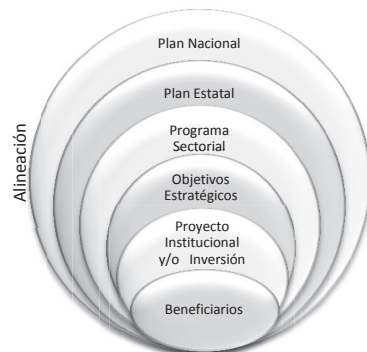 Alineación
Plan Nacional
Plan Estatal
Programa
Sectorial
Objetivos
Estratégicos
Proyecto
Institucional
y/o Inversión
Beneficiarios